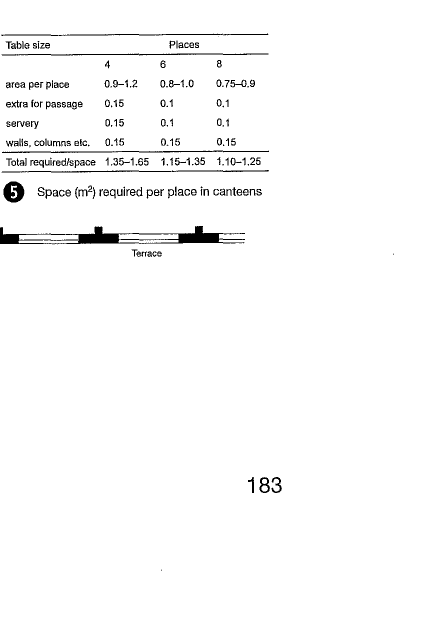 Table size Places
4 6 8
area per place 0.9–1.2 0.8–1.0 0.75–0.9
extra for passage 0.15 0.1 0.1
servery 0.15 0.1 0.1
walls, columns etc. 0.15 0.15 0.15
Total required/space 1.35–1.65 1.15–1.35 1.10–1.25
5 Space (m²) required per place in canteens
Terrace
183